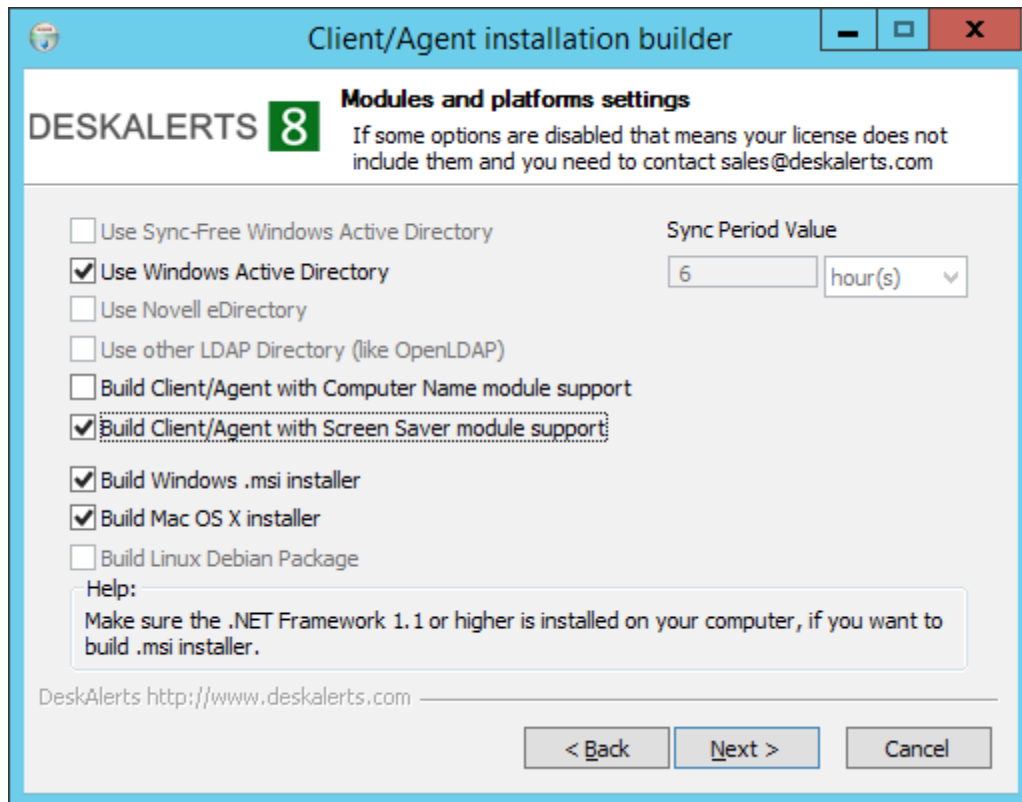 Client/Agent installation builder
DESKALERTS 8
Modules and platforms settings
If some options are disabled that means your license does not
include them and you need to contact sales@deskalerts.com
Use Sync-Free Windows Active Directory
Sync Period Value
Use Windows Active Directory
6
hour(s)
Use Novell eDirectory
Use other LDAP Directory (like OpenLDAP)
Build Client/Agent with Computer Name module support
Build Client/Agent with Screen Saver module support
Build Windows .msi installer
Build Mac OS X installer
Build Linux Debian Package
Help:
Make sure the .NET Framework 1.1 or higher is installed on your computer, if you want to
build .msi installer.
DeskAlerts http://www.deskalerts.com
< Back
Next >
Cancel